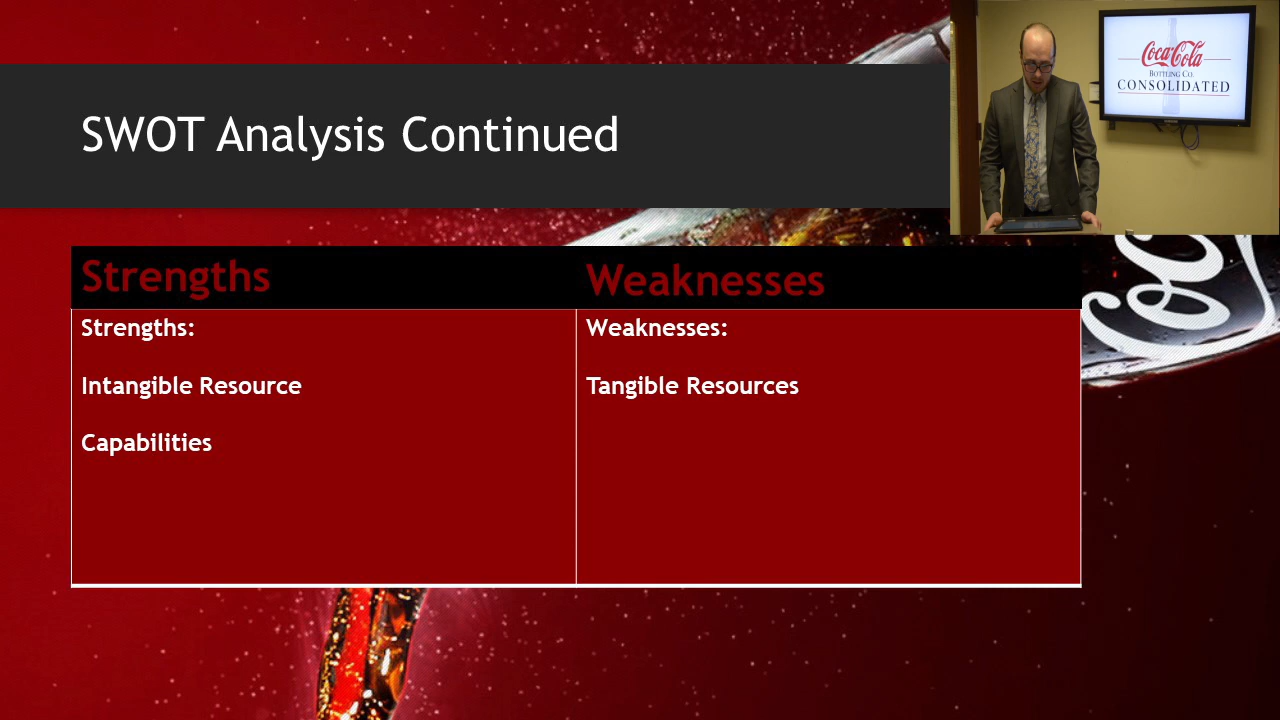 SWOT Analysis Continued
Coca-Cola
BOTTLING CO.
CONSOLIDATED
Strengths
Weaknesses
Strengths:
Intangible Resource
Capabilities
Weaknesses:
Tangible Resources